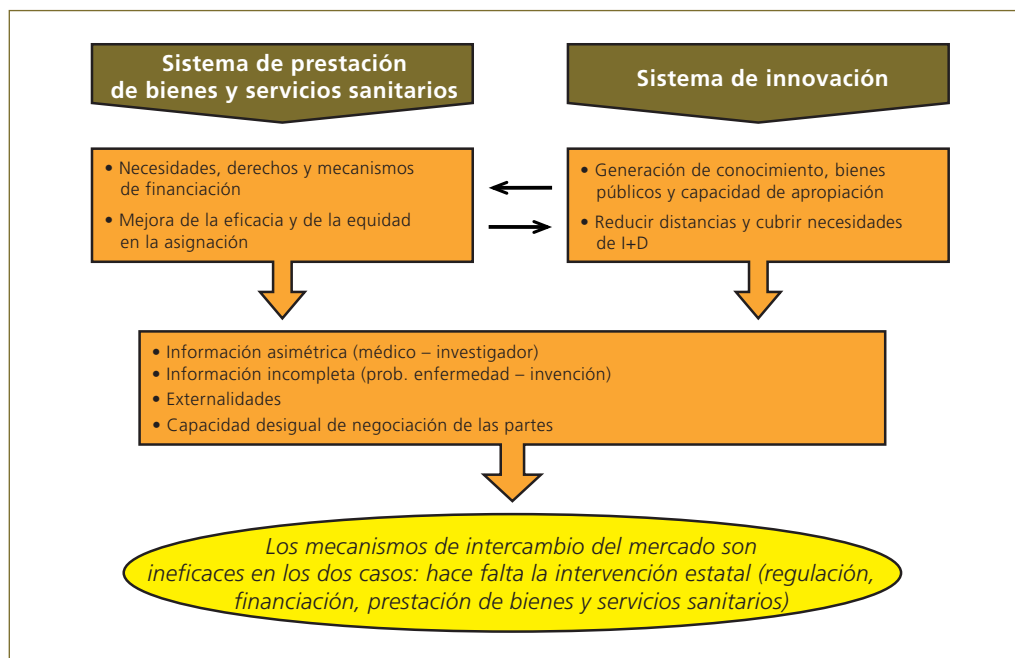 Sistema de prestación
de bienes y servicios sanitarios
Sistema de innovación
• Necesidades, derechos y mecanismos
de financiación
• Mejora de la eficacia y de la equidad
en la asignación
• Generación de conocimiento, bienes
públicos y capacidad de apropiación
• Reducir distancias y cubrir necesidades
de I+D
• Información asimétrica (médico – investigador)
• Información incompleta (prob. enfermedad – invención)
• Externalidades
• Capacidad desigual de negociación de las partes
Los mecanismos de intercambio del mercado son
ineficaces en los dos casos: hace falta la intervención estatal (regulación,
financiación, prestación de bienes y servicios sanitarios)